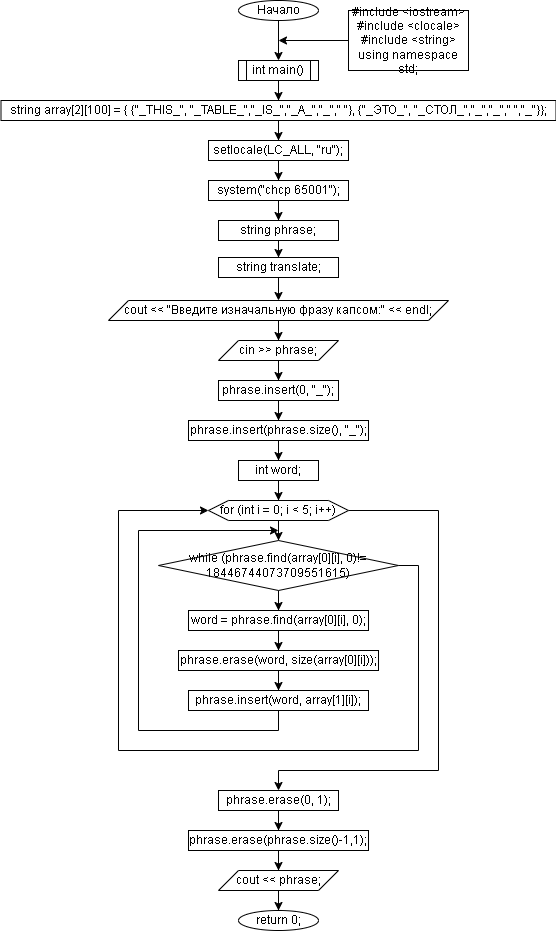 Начало
#include <iostream>
#include <clocale>
#include <string>
using namespace
std;
int main()
string array[2][100] = { {"_THIS_", "_TABLE_","_IS_","_A_","_"," "}, {"_ЭТО_", "_СТОЛ_","_","_"," ","_"}};
setlocale(LC_ALL, "ru");
system("chcp 65001");
string phrase;
string translate;
cout << "Введите изначальную фразу капсом:" << endl;
cin >> phrase;
phrase.insert(0, "_");
phrase.insert(phrase.size(), "_");
int word;
for (int i = 0; i < 5; i++)
while (phrase.find(array[0][i], 0)!=
18446744073709551615)
word = phrase.find(array[0][i], 0);
phrase.erase(word, size(array[0][i]));
phrase.insert(word, array[1][i]);
phrase.erase(0, 1);
phrase.erase(phrase.size()-1,1);
cout << phrase;
return 0;